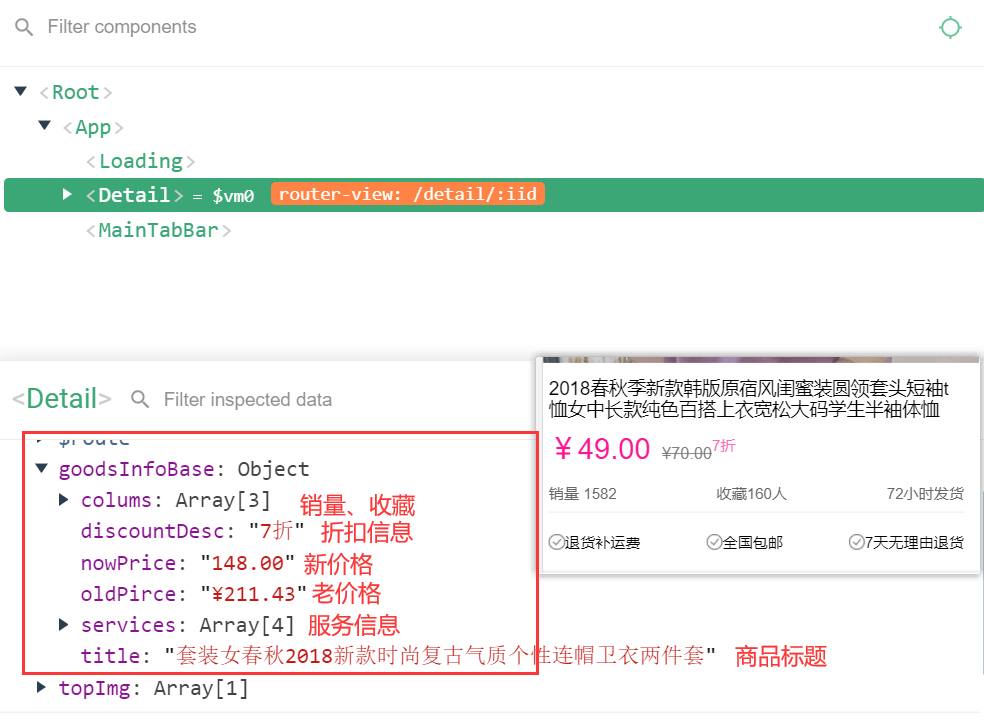 Filter components
<Root>
<App>
<Loading>
<Detail> = $vm0 router-view: /detail/:iid
<MainTabBar>
<Detail> Filter inspected data
$route
goodsInfoBase: Object
colums: Array[3] 销量、收藏
discountDesc: "7折" 折扣信息
nowPrice: "148.00" 新价格
oldPirce: "¥211.43" 老价格
services: Array[4] 服务信息
title: "套装女春秋2018新款时尚复古气质个性连帽卫衣两件套" 商品标题
topImg: Array[1]
2018春秋季新款韩版原宿风闺蜜装圆领套头短袖t
恤女中长款纯色百搭上衣宽松大码学生半袖体恤
¥49.00 ¥70.00 7折
销量 1582 收藏160人 72小时发货
退货补运费 全国包邮 7天无理由退货